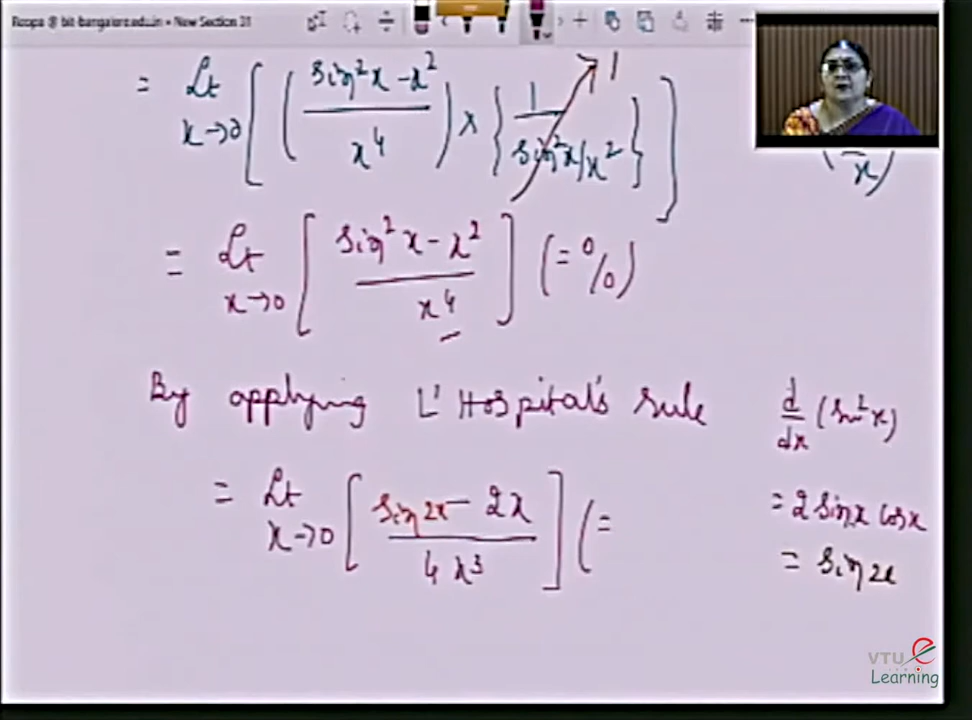 Roopa @ bit-bangalore.edu.in • New Section 31
= Lt x→0 [ ( sin²x - x² / x⁴ ) × { 1 / sin²x/x² } ] → 1
x )
= Lt x→0 [ sin²x - x² / x⁴ ] (= 0/0)
By applying L' Hospital's rule
d/dx (sin²x)
= Lt x→0 [ sin2x - 2x / 4x³ ] (=
= 2 sinx cosx
= sin2x
VTU e
Learning